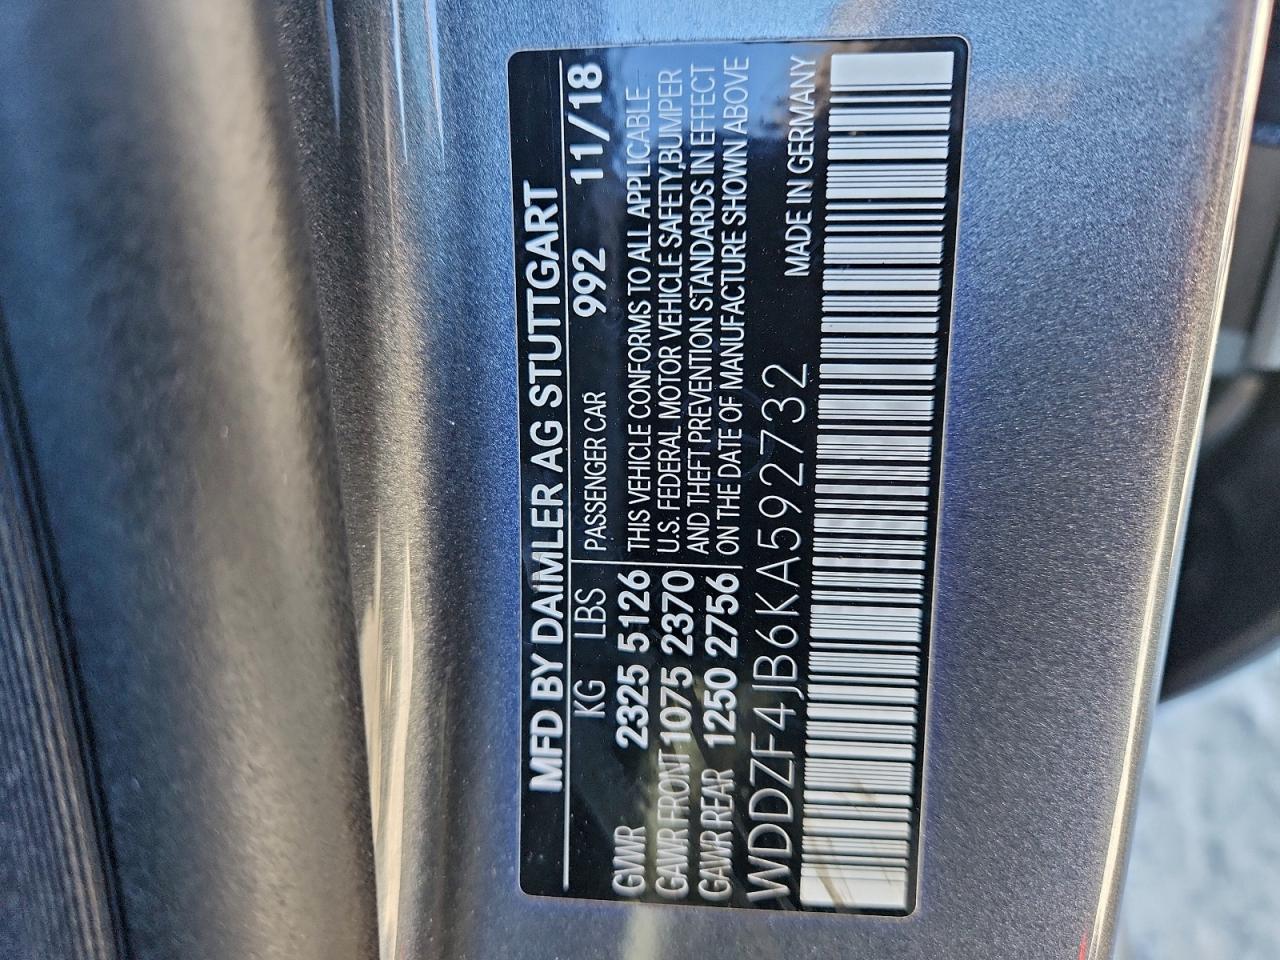 MFD BY DAIMLER AG STUTTGART
KG LBS PASSENGER CAR 992 11/18
GVWR 2325 5126 THIS VEHICLE CONFORMS TO ALL APPLICABLE
GAWR FRONT 1075 2370 U.S. FEDERAL MOTOR VEHICLE SAFETY,BUMPER
AND THEFT PREVENTION STANDARDS IN EFFECT
GAWR REAR 1250 2756 ON THE DATE OF MANUFACTURE SHOWN ABOVE
WDDZF4JB6KA592732 MADE IN GERMANY